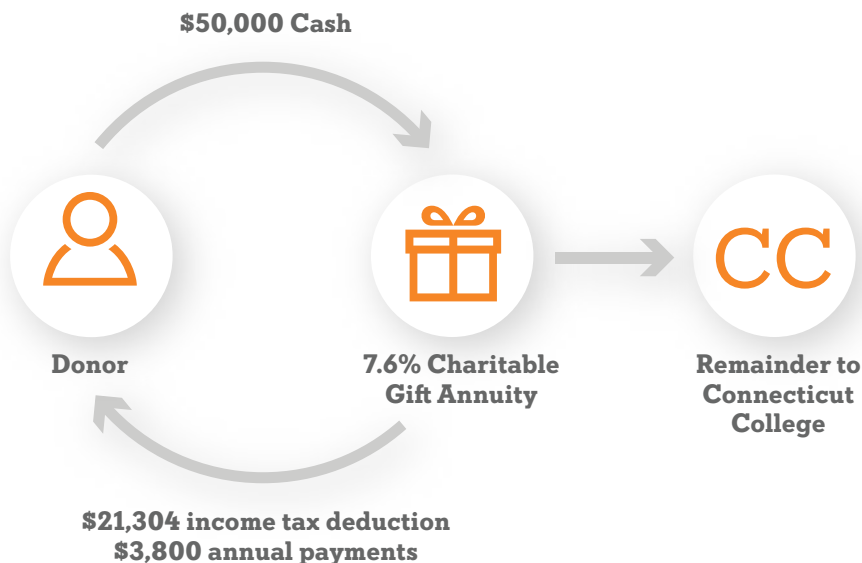 $50,000 Cash
CC
Donor
7.6% Charitable
Gift Annuity
Remainder to
Connecticut
College
$21,304 income tax deduction
$3,800 annual payments